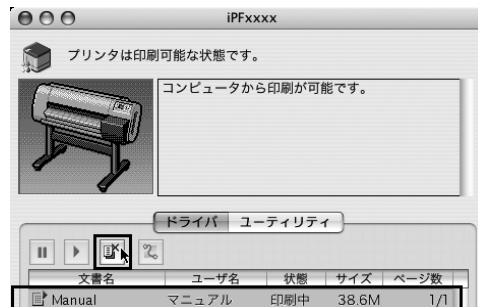 iPFxxxx
プリンタは印刷可能な状態です。
コンピュータから印刷が可能です。
ドライバ ユーティリティ
文書名 ユーザ名 状態 サイズ ページ数
Manual マニュアル 印刷中 38.6M 1/1